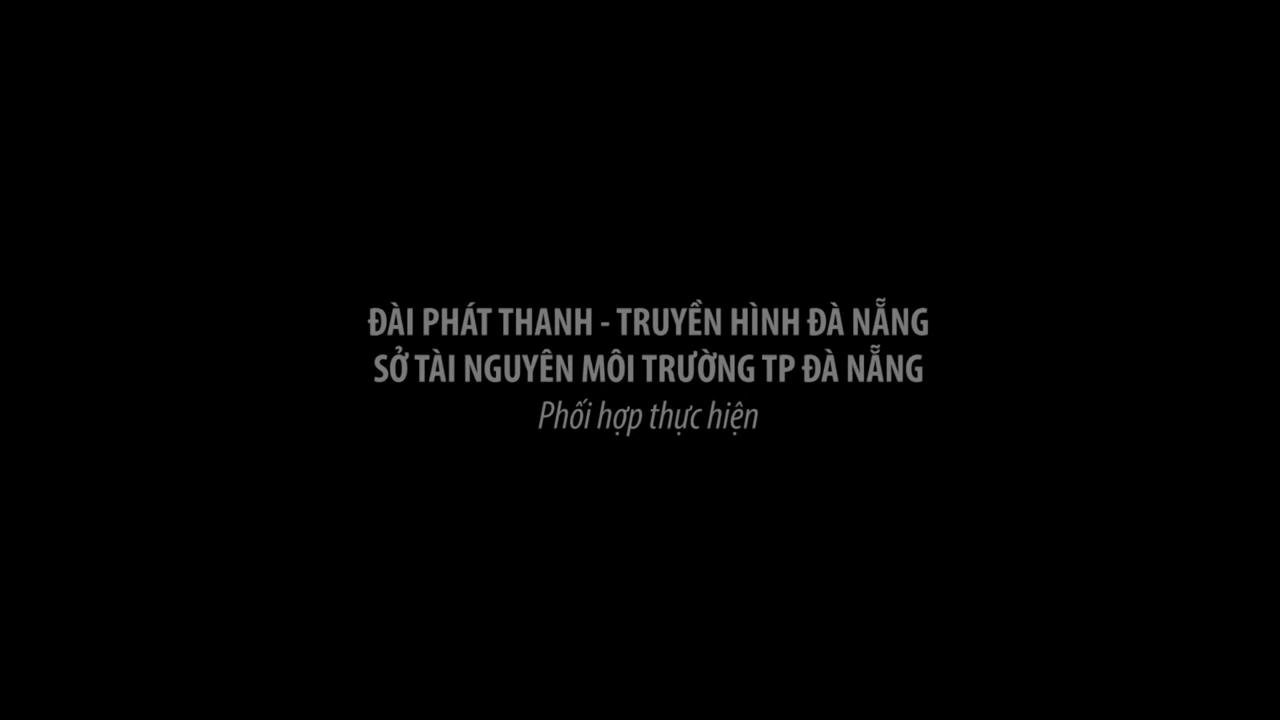 ĐÀI PHÁT THANH - TRUYỀN HÌNH ĐÀ NẴNG
SỞ TÀI NGUYÊN MÔI TRƯỜNG TP ĐÀ NẴNG
Phối hợp thực hiện